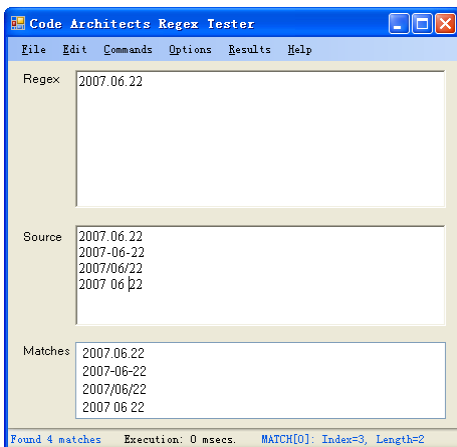 Code Architects Regex Tester
File Edit Commands Options Results Help
Regex
2007.06.22
Source
2007.06.22
2007-06-22
2007/06/22
2007 06 22
Matches
2007.06.22
2007-06-22
2007/06/22
2007 06 22
Found 4 matches Execution: 0 msecs. MATCH[0]: Index=3, Length=2